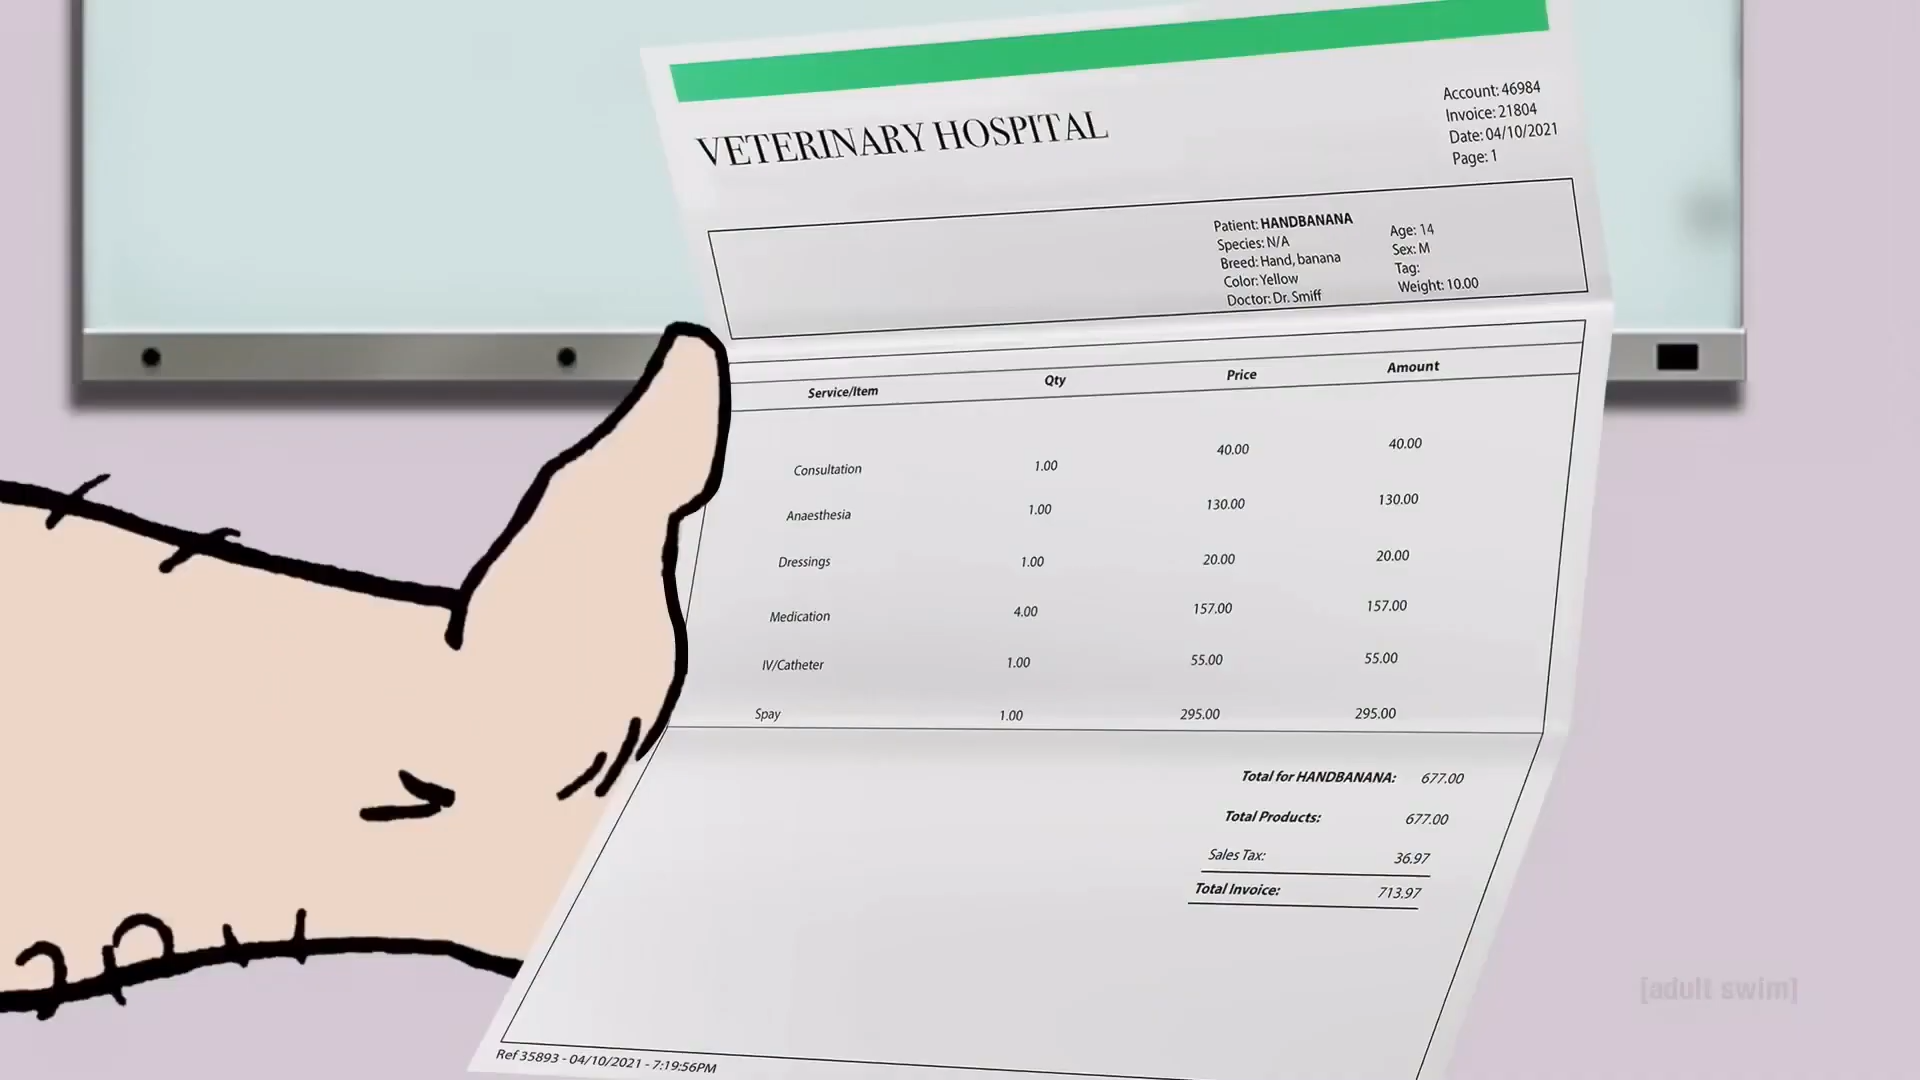 VETERINARY HOSPITAL
Account: 46984
Invoice: 21804
Date: 04/10/2021
Page: 1
Patient: HANDBANANA
Species: N/A
Breed: Hand, banana
Color: Yellow
Doctor: Dr. Smiff
Age: 14
Sex: M
Tag:
Weight: 10.00
Service/Item Qty Price Amount
Consultation 1.00 40.00 40.00
Anaesthesia 1.00 130.00 130.00
Dressings 1.00 20.00 20.00
Medication 4.00 157.00 157.00
IV/Catheter 1.00 55.00 55.00
Spay 1.00 295.00 295.00
Total for HANDBANANA: 677.00
Total Products: 677.00
Sales Tax: 36.97
Total Invoice: 713.97
Ref 35893 - 04/10/2021 - 7:19:56PM
[adult swim]